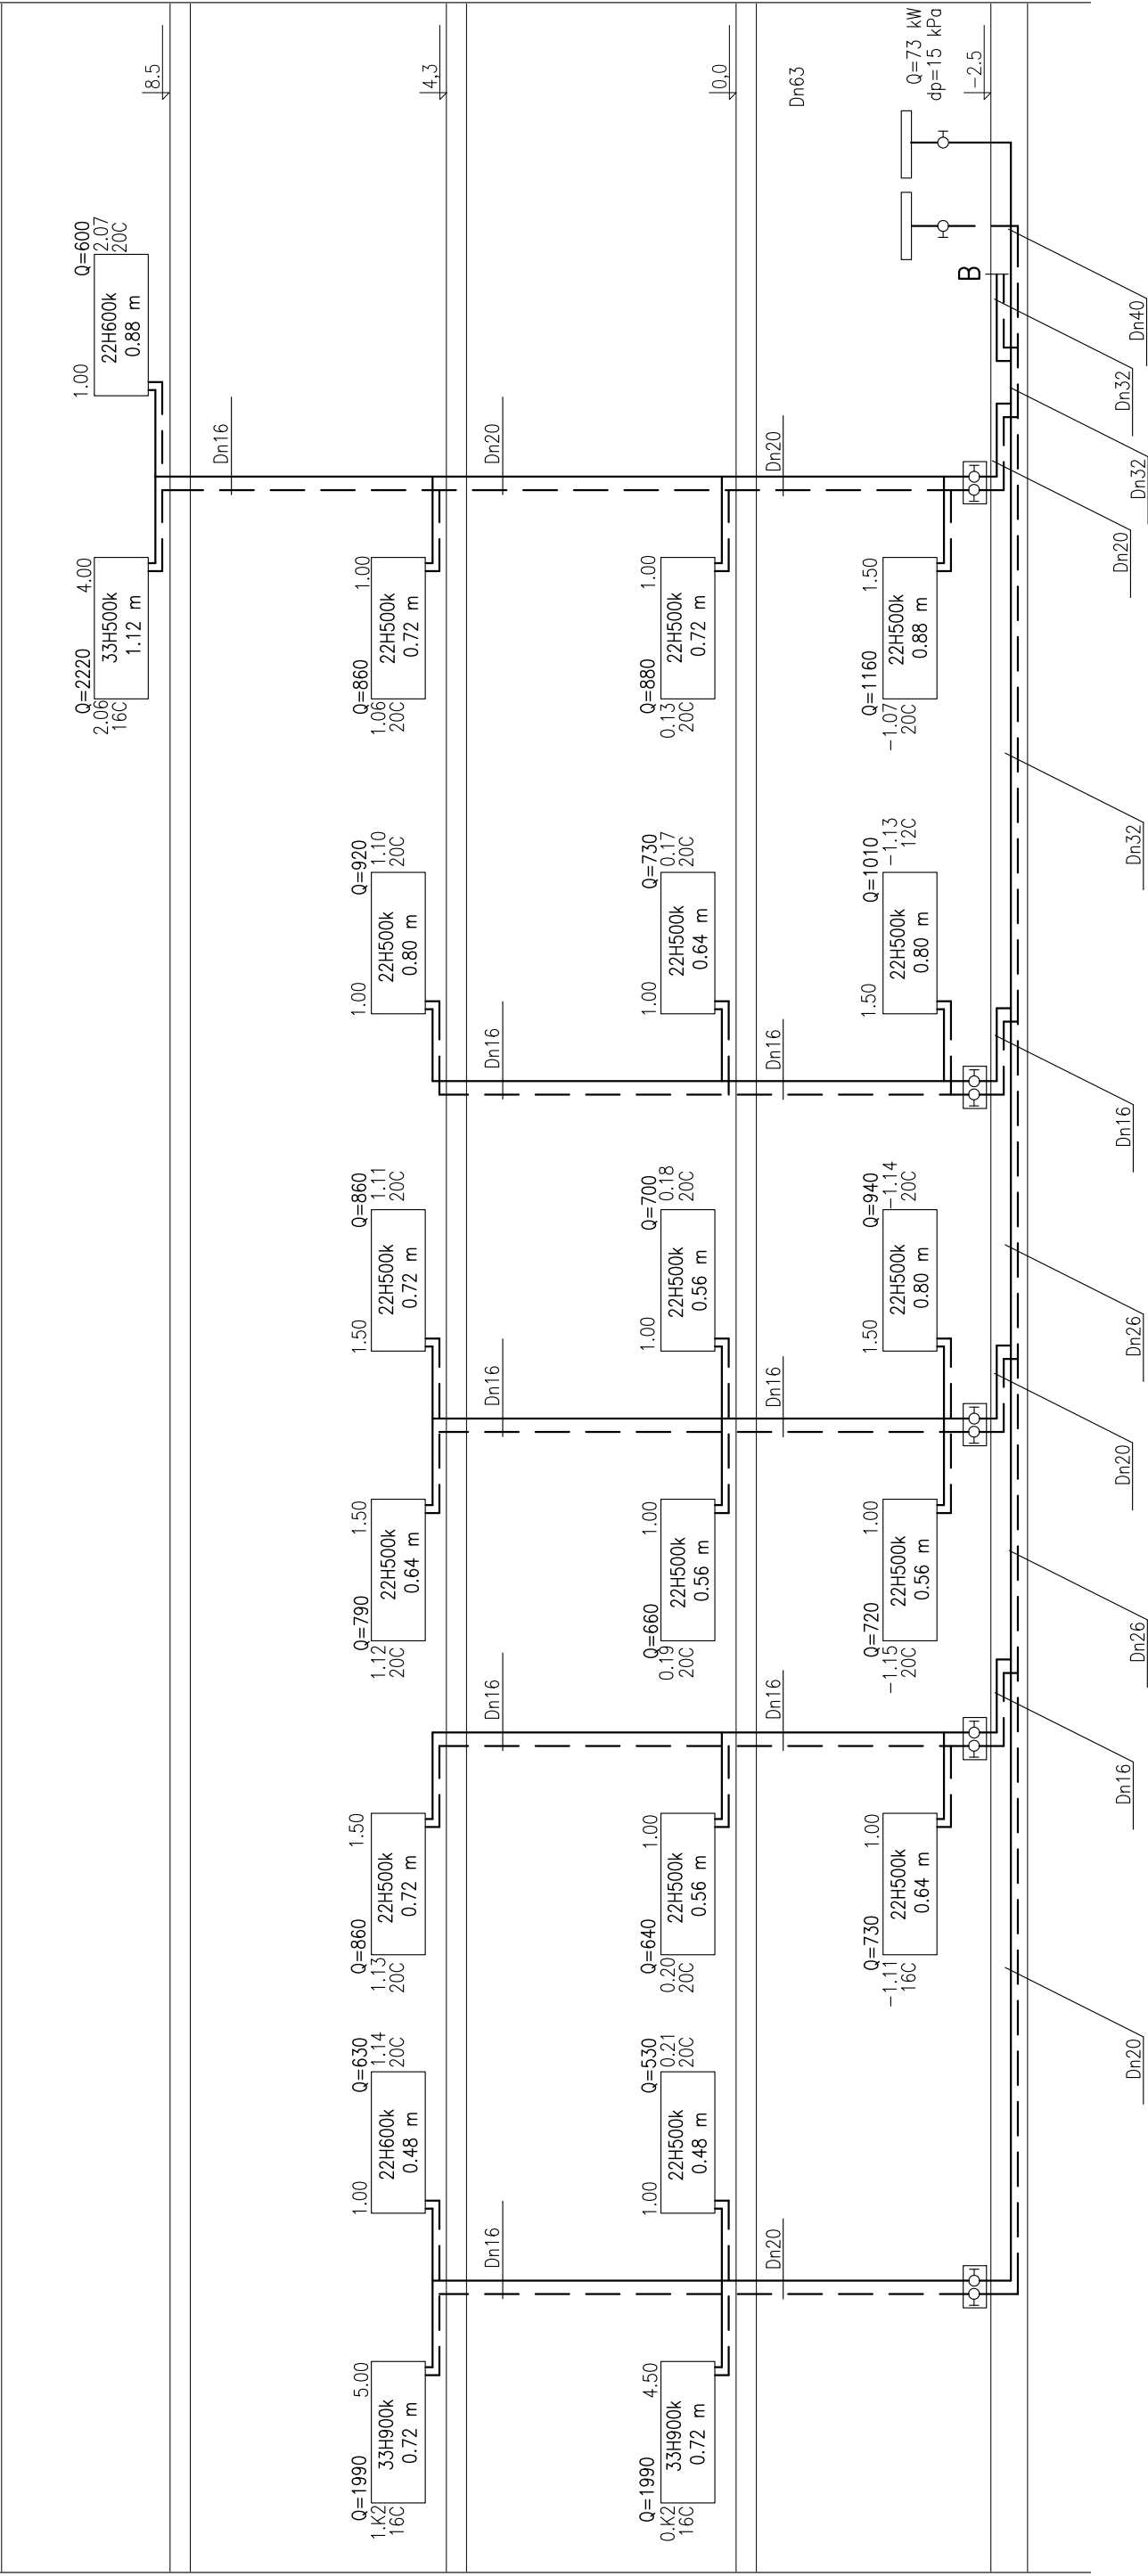 8.5
4,3
0,0
-2.5
Dn63
Q=73 kW
dp=15 kPa
B
Q=1990
1.K2
16C
33H900k
0.72 m
5.00
1.00
22H600k
0.48 m
Q=630
1.14
20C
Q=860
1.13
20C
22H500k
0.72 m
1.50
Q=790
1.12
20C
22H500k
0.64 m
1.50
1.50
22H500k
0.72 m
Q=860
1.11
20C
1.00
22H500k
0.80 m
Q=920
1.10
20C
Q=860
1.06
20C
22H500k
0.72 m
1.00
Q=2220
2.06
16C
33H500k
1.12 m
4.00
1.00
22H600k
0.88 m
Q=600
2.07
20C
Dn16
Dn16
Dn16
Dn16
Dn16
Dn20
Q=1990
0.K2
16C
33H900k
0.72 m
4.50
1.00
22H500k
0.48 m
Q=530
0.21
20C
Q=640
0.20
20C
22H500k
0.56 m
1.00
Q=660
0.19
20C
22H500k
0.56 m
1.00
1.00
22H500k
0.56 m
Q=700
0.18
20C
1.00
22H500k
0.64 m
Q=730
0.17
20C
Q=880
0.13
20C
22H500k
0.72 m
1.00
Dn20
Dn16
Dn16
Dn16
Dn20
Q=730
-1.11
16C
22H500k
0.64 m
1.00
Q=720
-1.15
20C
22H500k
0.56 m
1.00
1.50
22H500k
0.80 m
Q=940
-1.14
20C
1.50
22H500k
0.80 m
Q=1010
-1.13
12C
Q=1160
-1.07
20C
22H500k
0.88 m
1.50
Dn20
Dn16
Dn26
Dn20
Dn26
Dn16
Dn32
Dn20
Dn32
Dn32
Dn40